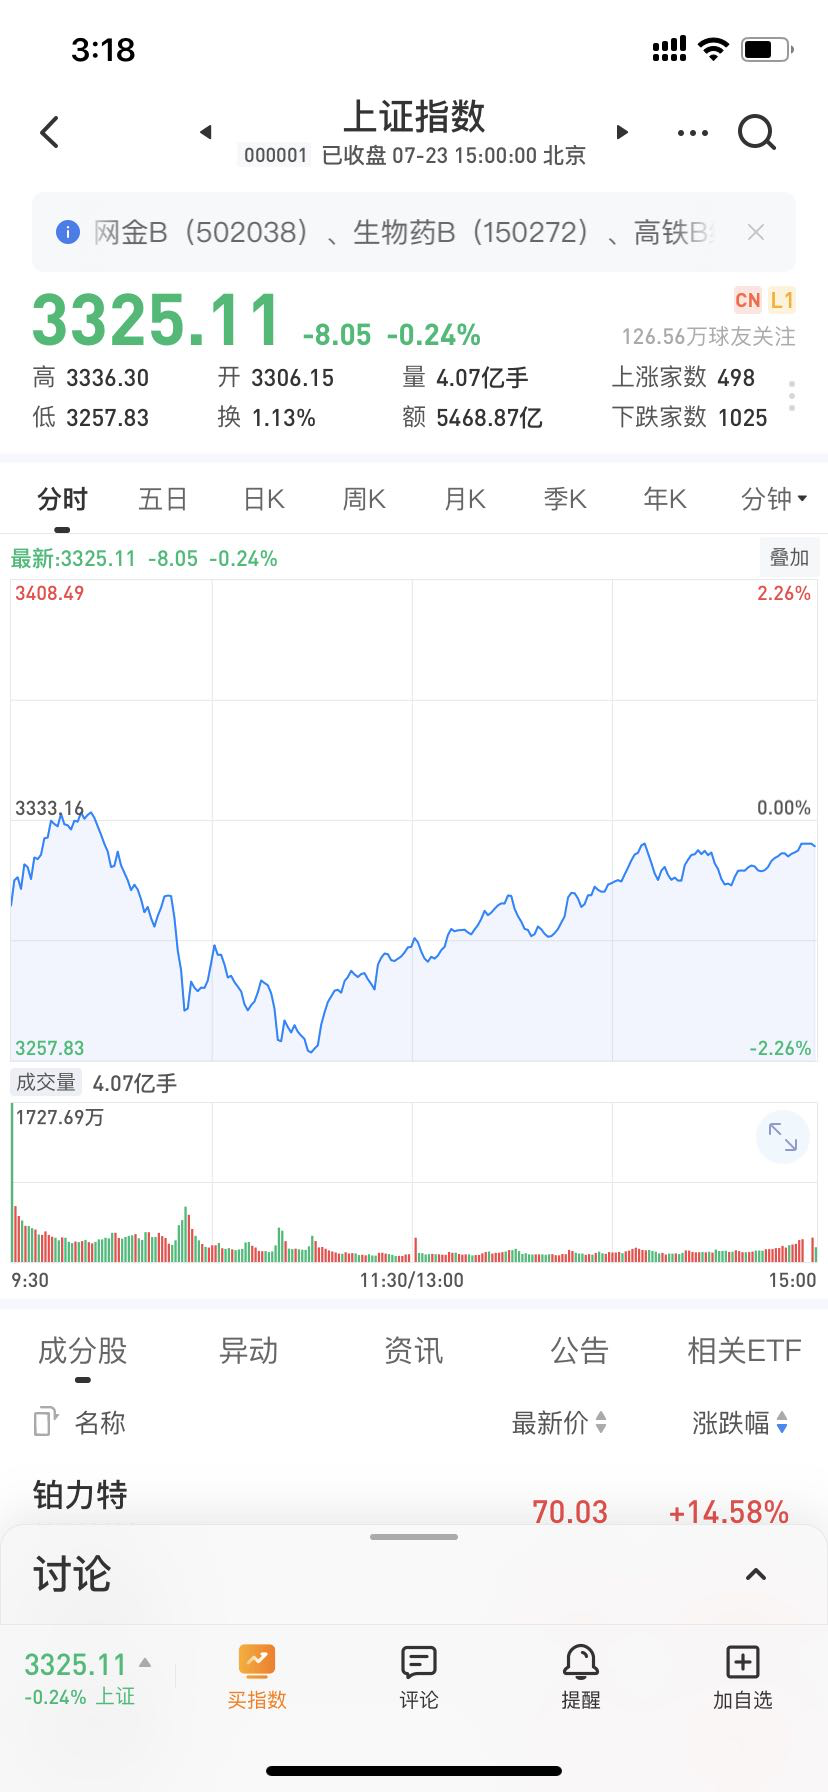 3:18
上证指数
000001 已收盘 07-23 15:00:00 北京
网金B（502038）、生物药B（150272）、高铁B
3325.11 -8.05 -0.24%
CN L1
126.56万球友关注
高 3336.30 开 3306.15 量 4.07亿手 上涨家数 498
低 3257.83 换 1.13% 额 5468.87亿 下跌家数 1025
分时 五日 日K 周K 月K 季K 年K 分钟
最新:3325.11 -8.05 -0.24% 叠加
3408.49 2.26%
3333.16 0.00%
3257.83 -2.26%
成交量 4.07亿手
1727.69万
9:30 11:30/13:00 15:00
成分股 异动 资讯 公告 相关ETF
名称 最新价 涨跌幅
铂力特 70.03 +14.58%
讨论
3325.11
-0.24% 上证
买指数 评论 提醒 加自选